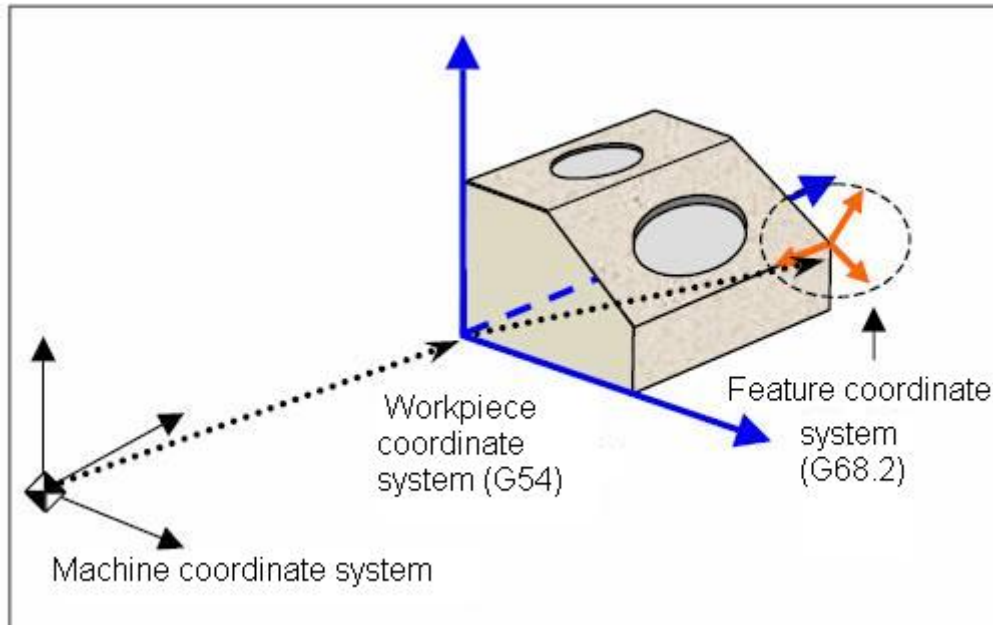 Workpiece
coordinate
system (G54)
Feature coordinate
system
(G68.2)
Machine coordinate system